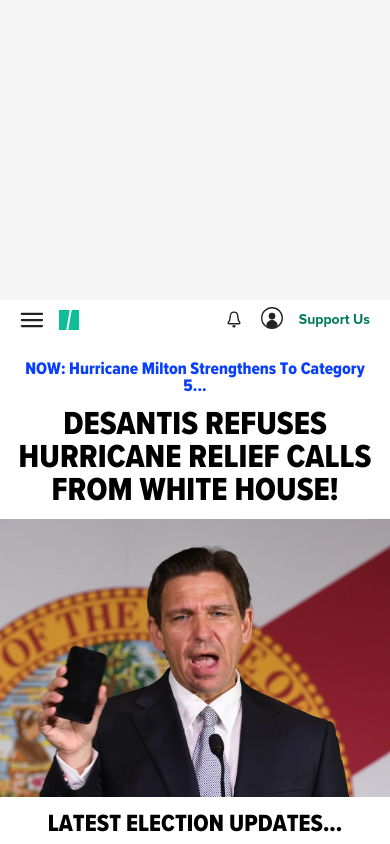 Support Us
NOW: Hurricane Milton Strengthens To Category
5...
DESANTIS REFUSES
HURRICANE RELIEF CALLS
FROM WHITE HOUSE!
OF THE
LATEST ELECTION UPDATES...